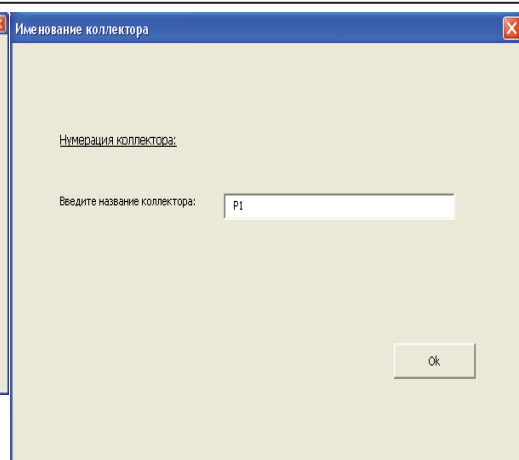 Именование коллектора
Нумерация коллектора:
Введите название коллектора: P1
Ok